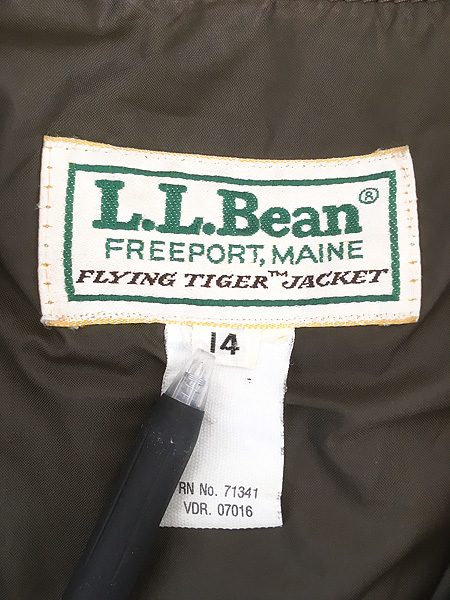 L.L.Bean®
FREEPORT, MAINE
FLYING TIGER™ JACKET
14
RN No. 71341
VDR. 07016